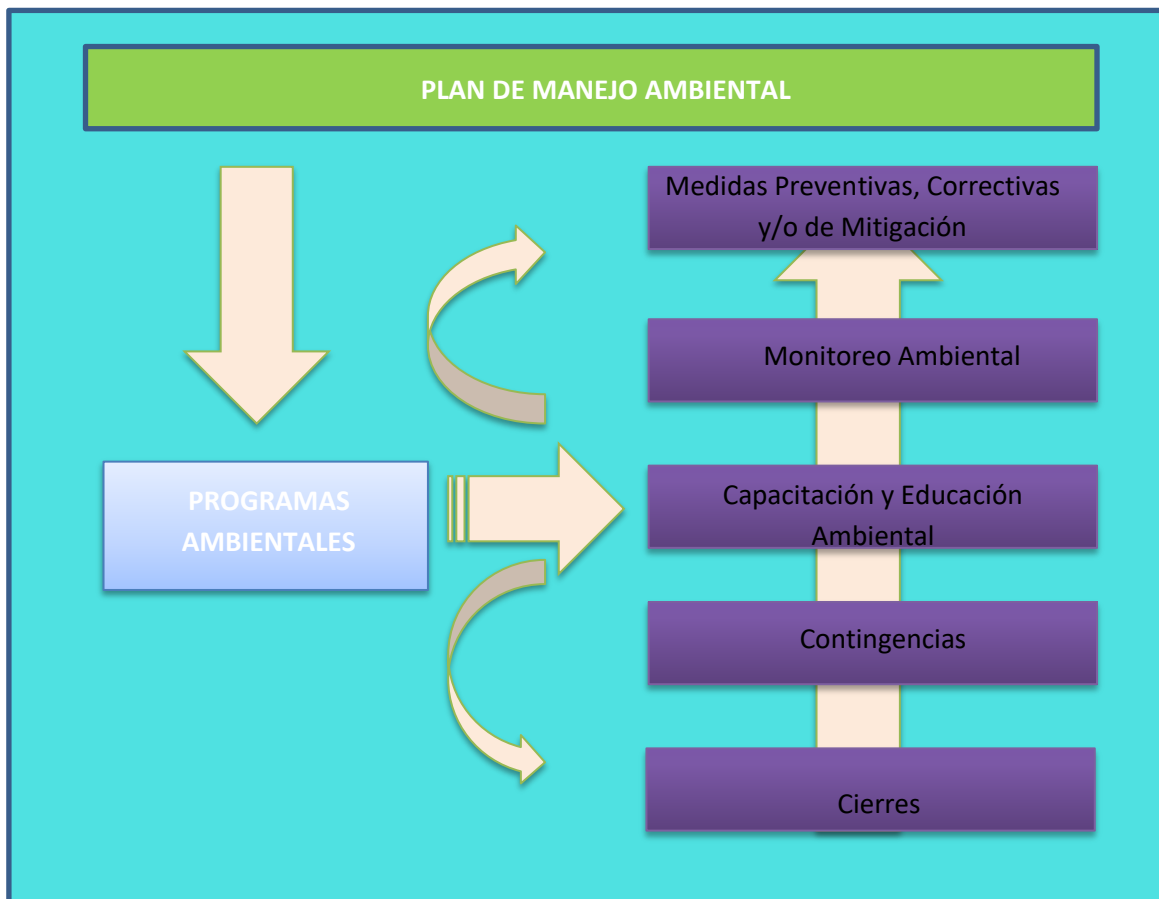 PLAN DE MANEJO AMBIENTAL
Medidas Preventivas, Correctivas
y/o de Mitigación
Monitoreo Ambiental
PROGRAMAS
AMBIENTALES
Capacitación y Educación
Ambiental
Contingencias
Cierres